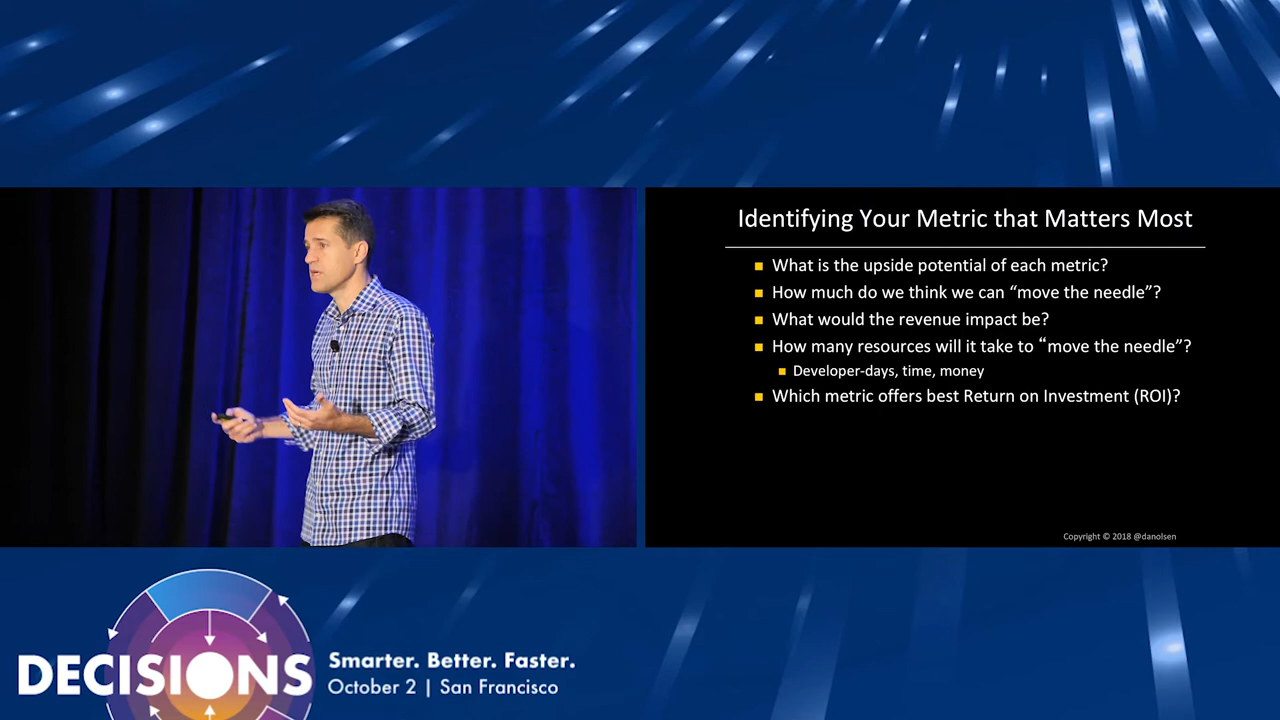 Identifying Your Metric that Matters Most
What is the upside potential of each metric?
How much do we think we can “move the needle”?
What would the revenue impact be?
How many resources will it take to “move the needle”?
Developer-days, time, money
Which metric offers best Return on Investment (ROI)?
Copyright © 2018 @danolsen
DECISIONS
Smarter. Better. Faster.
October 2 | San Francisco